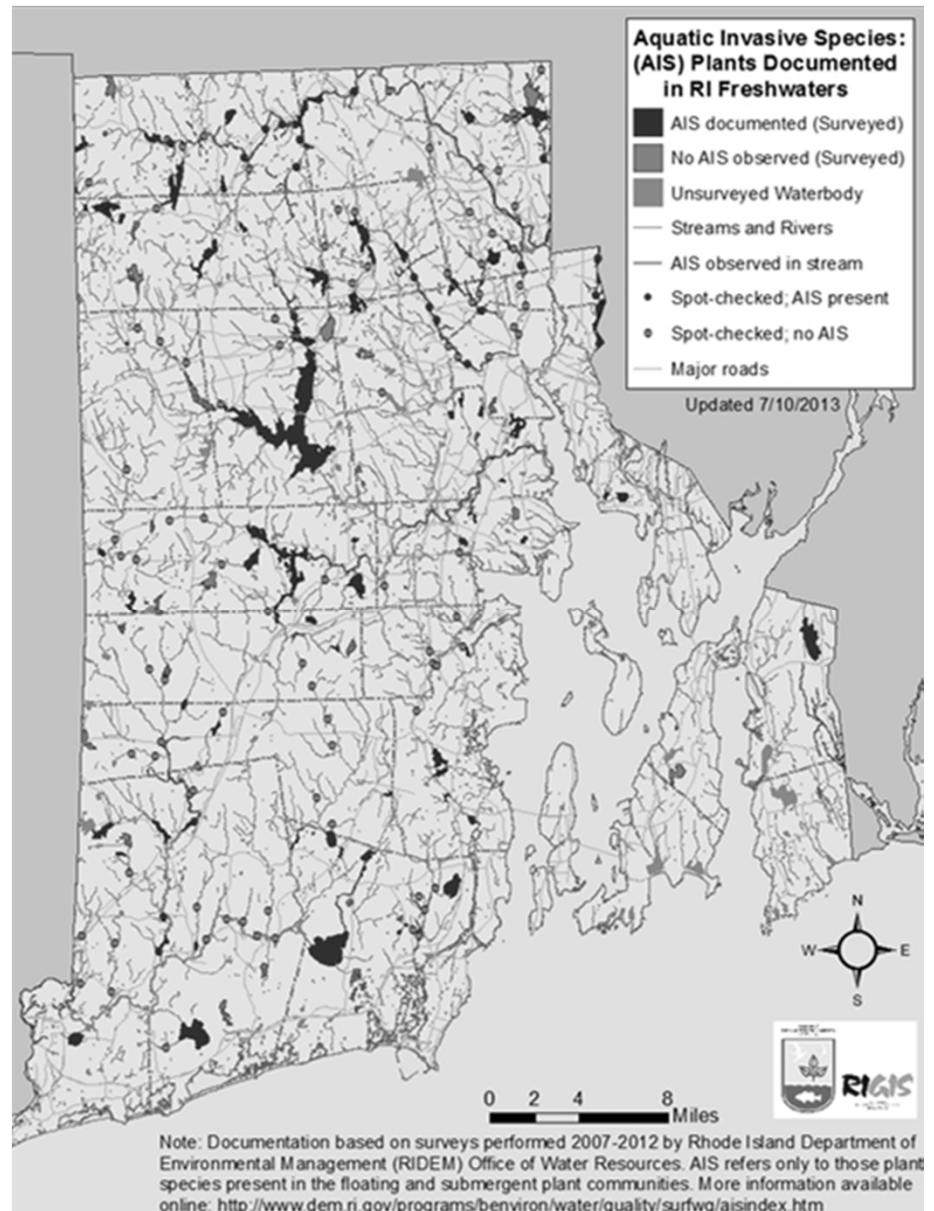 Aquatic Invasive Species:
(AIS) Plants Documented
in RI Freshwaters
AIS documented (Surveyed)
No AIS observed (Surveyed)
Unsurveyed Waterbody
Streams and Rivers
AIS observed in stream
Spot-checked; AIS present
Spot-checked; no AIS
Major roads
Updated 7/10/2013
N
W E
S
RIGIS
0 2 4 8
Miles
Note: Documentation based on surveys performed 2007-2012 by Rhode Island Department of
Environmental Management (RIDEM) Office of Water Resources. AIS refers only to those plant
species present in the floating and submergent plant communities. More information available
online: http://www.dem.ri.gov/programs/benviron/water/quality/surfwq/aisindex.htm